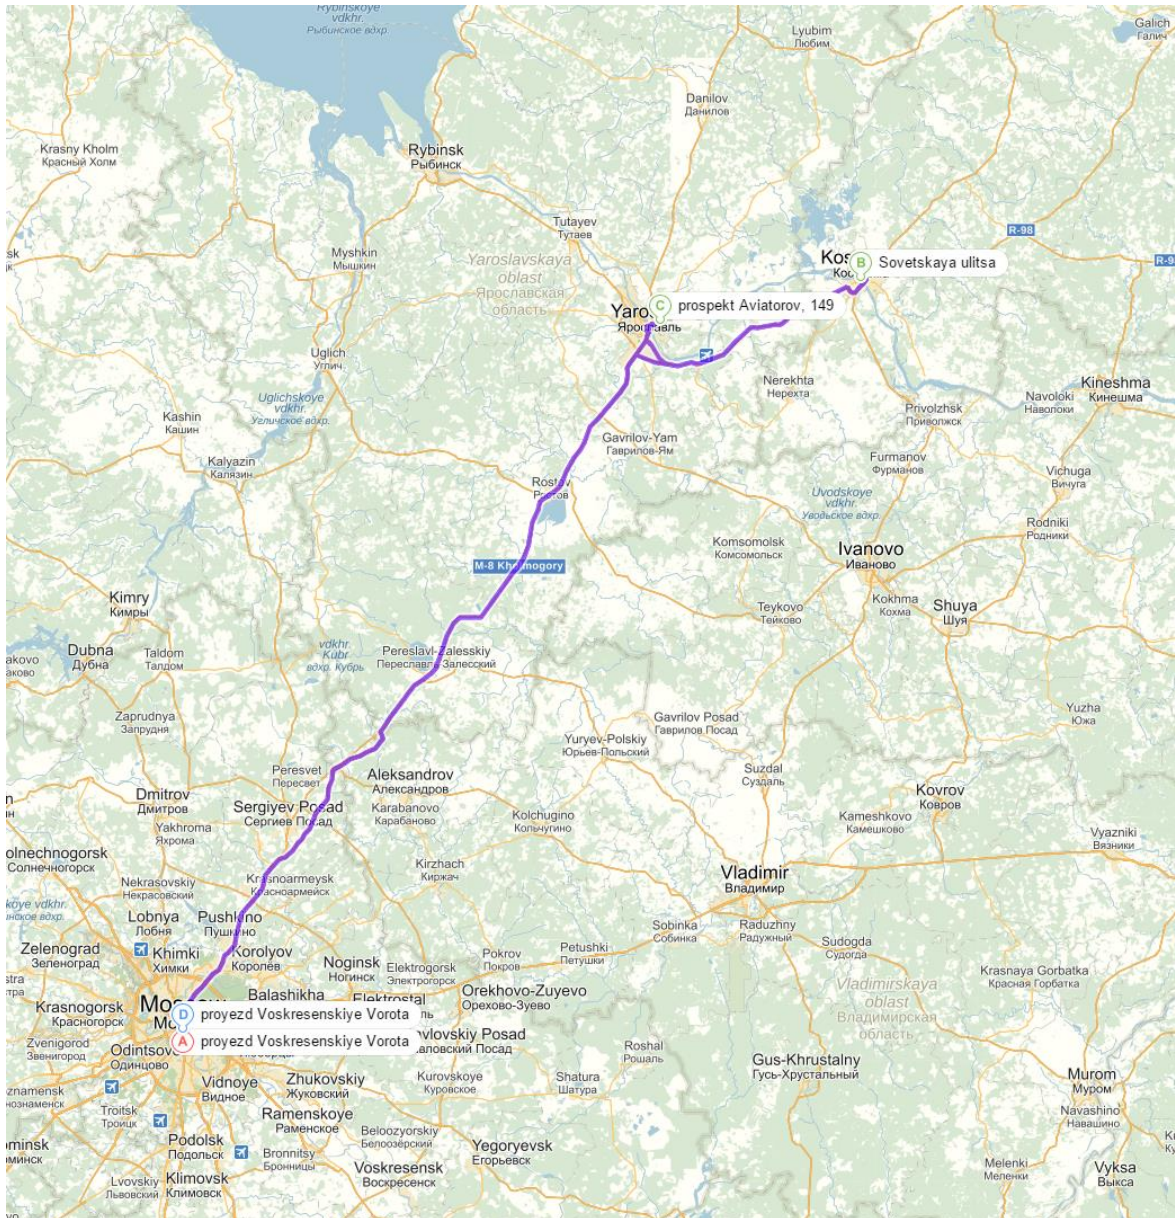 Rybinskoye
vdkhr.
Рыбинское вдхр.
Lyubim
Любим
Galich
Галич
Danilov
Данилов
Krasny Kholm
Красный Холм
Rybinsk
Рыбинск
Tutayev
Тутаев
R-98
Myshkin
Мышкин
Yaroslavskaya
oblast
Ярославская
область
B
Sovetskaya ulitsa
C
prospekt Aviatorov, 149
Uglich
Углич
Nerekhta
Нерехта
Kineshma
Кинешма
Uglichskoye
vdkhr.
Угличское вдхр.
Navoloki
Наволоки
Privolzhsk
Приволжск
Kashin
Кашин
Gavrilov-Yam
Гаврилов-Ям
Furmanov
Фурманов
Kalyazin
Калязин
Vichuga
Вичуга
Rostov
Uvodskoye
vdkhr.
Уводьское вдхр.
Rodniki
Родники
Komsomolsk
Комсомольск
Ivanovo
Иваново
Kimry
Кимры
Teykovo
Тейково
Kokhma
Кохма
Shuya
Шуя
vdkhr.
Kubr
вдхр. Кубрь
Dubna
Дубна
Taldom
Талдом
Pereslavl-Zalesskiy
Zaprudnya
Запрудня
Gavrilov Posad
Гаврилов Посад
Yuzha
Южа
Yuryev-Polskiy
Юрьев-Польский
Peresvet
Пересвет
Aleksandrov
Александров
Suzdal
Суздаль
Dmitrov
Дмитров
Sergiyev Posad
Karabanovo
Карабаново
Kolchugino
Кольчугино
Kovrov
Ковров
Kameshkovo
Камешково
Yakhroma
Яхрома
Vyazniki
Вязники
Kirzhach
Киржач
Vladimir
Владимир
Nekrasovskiy
Некрасовский
Krasnoarmeysk
Lobnya
Лобня
Pushkino
Sobinka
Собинка
Raduzhny
Радужный
Sudogda
Судогда
Zelenograd
Зеленоград
Khimki
Химки
Korolyov
Королёв
Noginsk
Ногинск
Elektrogorsk
Электрогорск
Pokrov
Покров
Petushki
Петушки
Krasnaya Gorbatka
Красная Горбатка
Krasnogorsk
Красногорск
Balashikha
Orekhovo-Zuyevo
Орехово-Зуево
Vladimirskaya
oblast
Владимирская
область
D
proyezd Voskresenskiye Vorota
A
proyezd Voskresenskiye Vorota
Zvenigorod
Звенигород
Одинцово
Roshal
Рошаль
Gus-Khrustalny
Гусь-Хрустальный
Vidnoye
Видное
Zhukovskiy
Жуковский
Kurovskoye
Куровское
Shatura
Шатура
Murom
Муром
Troitsk
Троицк
Ramenskoye
Раменское
Navashino
Навашино
Podolsk
Подольск
Beloozyorskiy
Белоозёрский
Bronnitsy
Бронницы
Yegoryevsk
Егорьевск
Lvovskiy
Львовский
Klimovsk
Климовск
Voskresensk
Воскресенск
Melenki
Меленки
Vyksa
Выкса